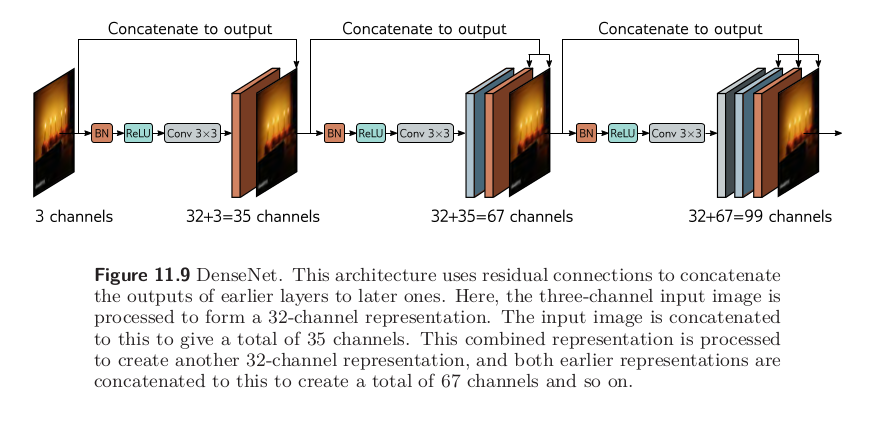 Concatenate to output
Concatenate to output
Concatenate to output
BN
ReLU
Conv 3×3
BN
ReLU
Conv 3×3
BN
ReLU
Conv 3×3
3 channels
32+3=35 channels
32+35=67 channels
32+67=99 channels
Figure 11.9 DenseNet. This architecture uses residual connections to concatenate
the outputs of earlier layers to later ones. Here, the three-channel input image is
processed to form a 32-channel representation. The input image is concatenated
to this to give a total of 35 channels. This combined representation is processed
to create another 32-channel representation, and both earlier representations are
concatenated to this to create a total of 67 channels and so on.